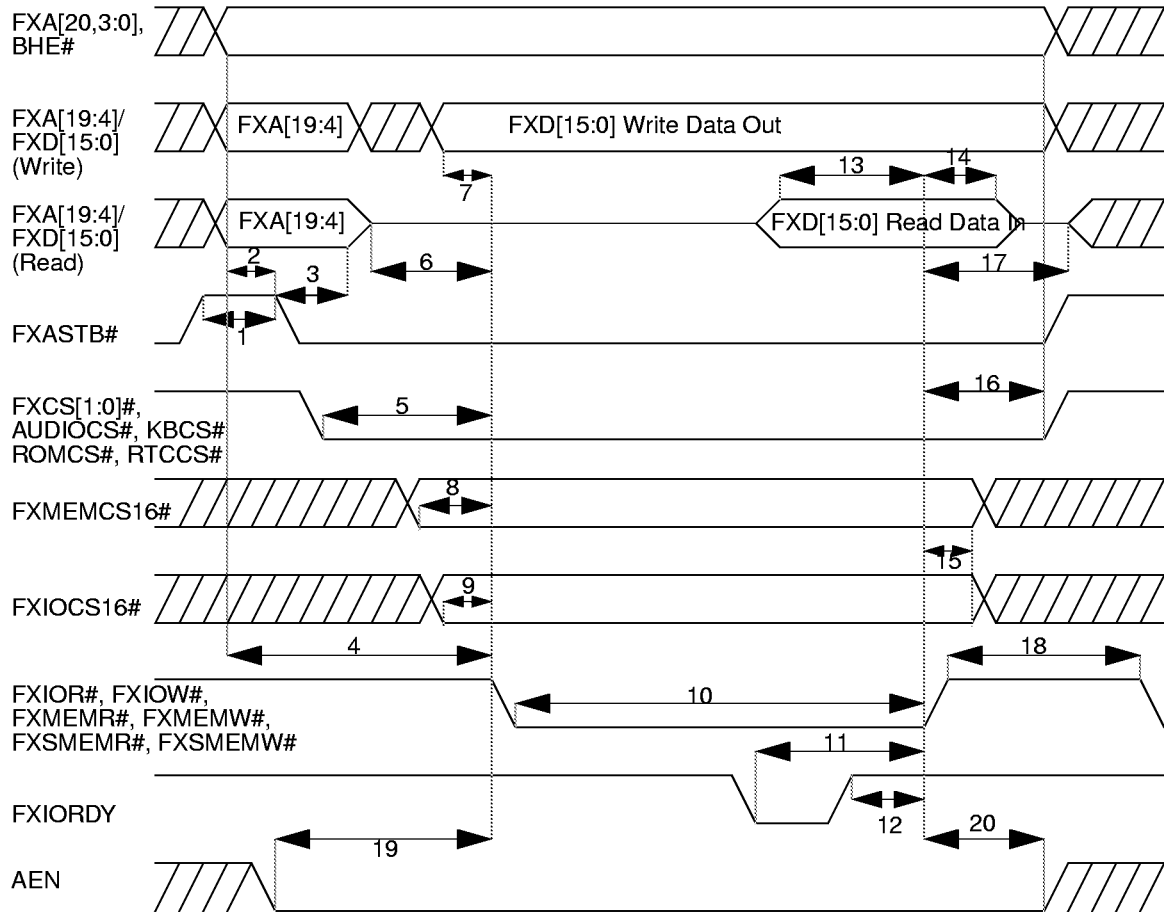 FXA[20,3:0],
BHE#
FXA[19:4]/
FXD[15:0]
(Write)
FXA[19:4]
FXD[15:0] Write Data Out
7
13
14
FXA[19:4]/
FXD[15:0]
(Read)
FXA[19:4]
FXD[15:0] Read Data In
2
3
6
17
FXASTB#
1
16
FXCS[1:0]#,
AUDIOCS#, KBCS#
ROMCS#, RTCCS#
5
FXMEMCS16#
8
15
FXIOCS16#
9
4
18
FXIOR#, FXIOW#,
FXMEMR#, FXMEMW#,
FXSMEMR#, FXSMEMW#
10
11
FXIORDY
12
19
20
AEN